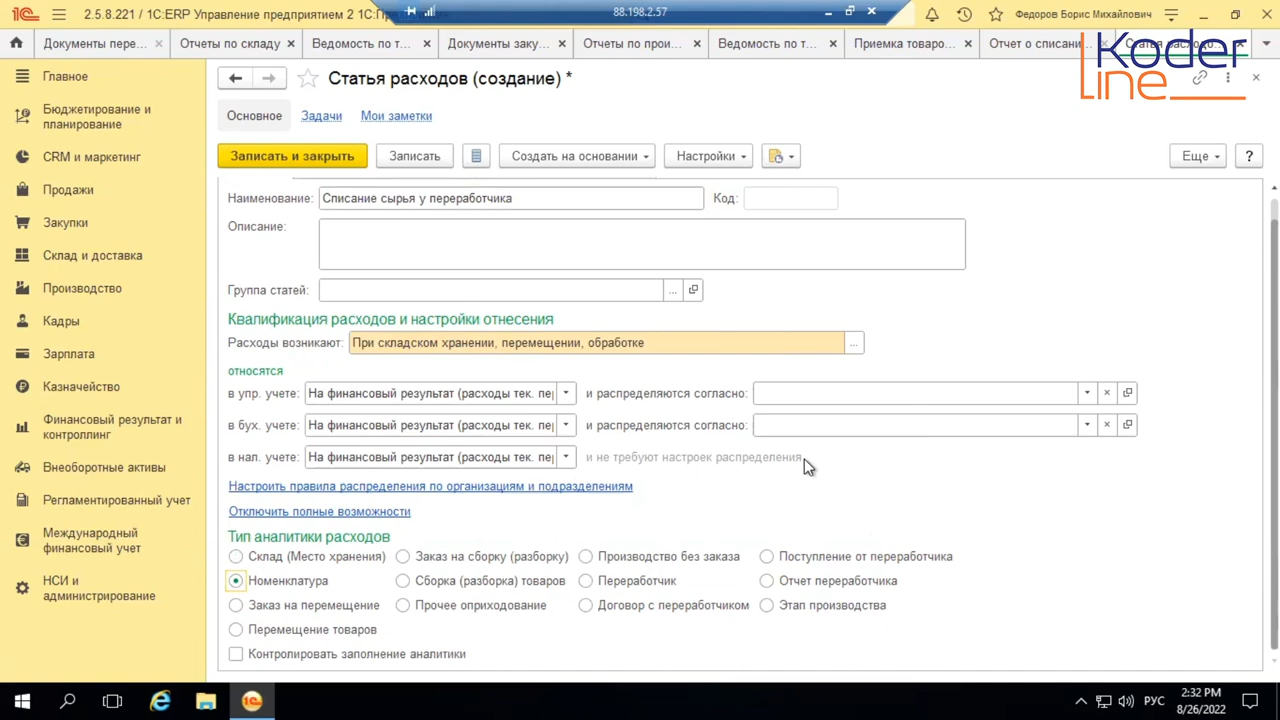 2.5.8.221 / 1С:ERP Управление предприятием 2 1С:Пр
88.198.2.57
Федоров Борис Михайлович
Документы пере...
Отчеты по складу
Ведомость по т...
Документы заку...
Отчеты по прои...
Ведомость по т...
Приемка товаро...
Отчет о списани...
Koder
line
Главное
Бюджетирование и
планирование
CRM и маркетинг
Продажи
Закупки
Склад и доставка
Производство
Кадры
Зарплата
Казначейство
Финансовый результат и
контроллинг
Внеоборотные активы
Регламентированный учет
Международный
финансовый учет
НСИ и
администрирование
Статья расходов (создание) *
Основное
Задачи
Мои заметки
Записать и закрыть
Записать
Создать на основании
Настройки
Еще
?
Наименование: Списание сырья у переработчика
Код:
Описание:
Группа статей:
...
Квалификация расходов и настройки отнесения
Расходы возникают: При складском хранении, перемещении, обработке
...
относятся
в упр. учете: На финансовый результат (расходы тек. пер и распределяются согласно:
в бух. учете: На финансовый результат (расходы тек. пер и распределяются согласно:
в нал. учете: На финансовый результат (расходы тек. пер и не требуют настроек распределения
Настроить правила распределения по организациям и подразделениям
Отключить полные возможности
Тип аналитики расходов
Склад (Место хранения) Заказ на сборку (разборку) Производство без заказа Поступление от переработчика
Номенклатура Сборка (разборка) товаров Переработчик Отчет переработчика
Заказ на перемещение Прочее оприходование Договор с переработчиком Этап производства
Перемещение товаров
Контролировать заполнение аналитики
РУС
2:32 PM
8/26/2022